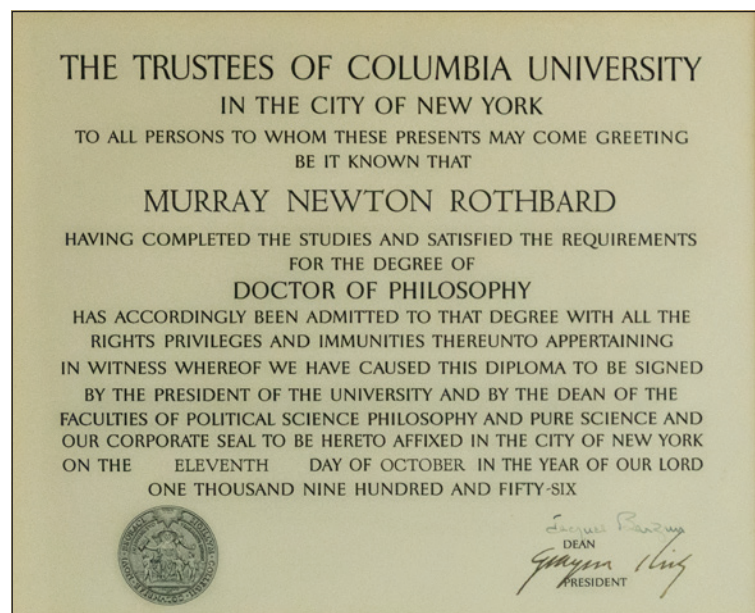 THE TRUSTEES OF COLUMBIA UNIVERSITY
IN THE CITY OF NEW YORK
TO ALL PERSONS TO WHOM THESE PRESENTS MAY COME GREETING
BE IT KNOWN THAT
MURRAY NEWTON ROTHBARD
HAVING COMPLETED THE STUDIES AND SATISFIED THE REQUIREMENTS
FOR THE DEGREE OF
DOCTOR OF PHILOSOPHY
HAS ACCORDINGLY BEEN ADMITTED TO THAT DEGREE WITH ALL THE
RIGHTS PRIVILEGES AND IMMUNITIES THEREUNTO APPERTAINING
IN WITNESS WHEREOF WE HAVE CAUSED THIS DIPLOMA TO BE SIGNED
BY THE PRESIDENT OF THE UNIVERSITY AND BY THE DEAN OF THE
FACULTIES OF POLITICAL SCIENCE PHILOSOPHY AND PURE SCIENCE AND
OUR CORPORATE SEAL TO BE HERETO AFFIXED IN THE CITY OF NEW YORK
ON THE ELEVENTH DAY OF OCTOBER IN THE YEAR OF OUR LORD
ONE THOUSAND NINE HUNDRED AND FIFTY-SIX
Jacques Barzun
DEAN
PRESIDENT